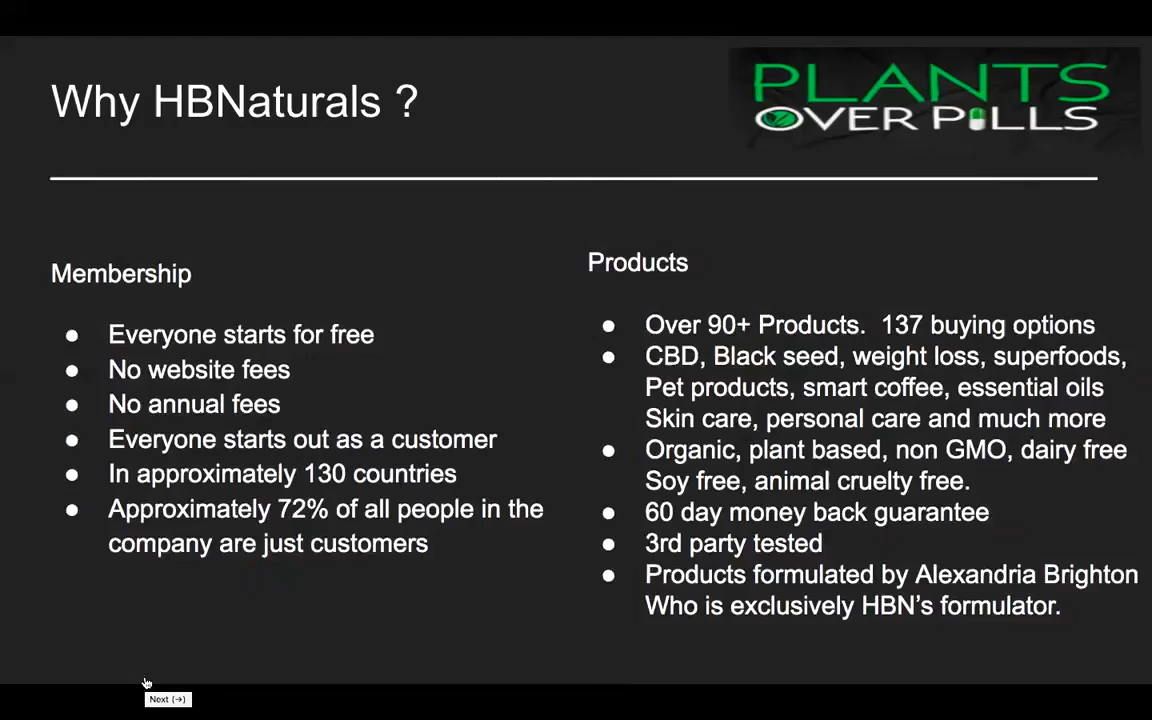 Why HBNaturals ?
PLANTS
OVER PILLS
Membership
● Everyone starts for free
● No website fees
● No annual fees
● Everyone starts out as a customer
● In approximately 130 countries
● Approximately 72% of all people in the
company are just customers
Products
● Over 90+ Products.  137 buying options
● CBD, Black seed, weight loss, superfoods,
Pet products, smart coffee, essential oils
Skin care, personal care and much more
● Organic, plant based, non GMO, dairy free
Soy free, animal cruelty free.
● 60 day money back guarantee
● 3rd party tested
● Products formulated by Alexandria Brighton
Who is exclusively HBN’s formulator.
Next (→)